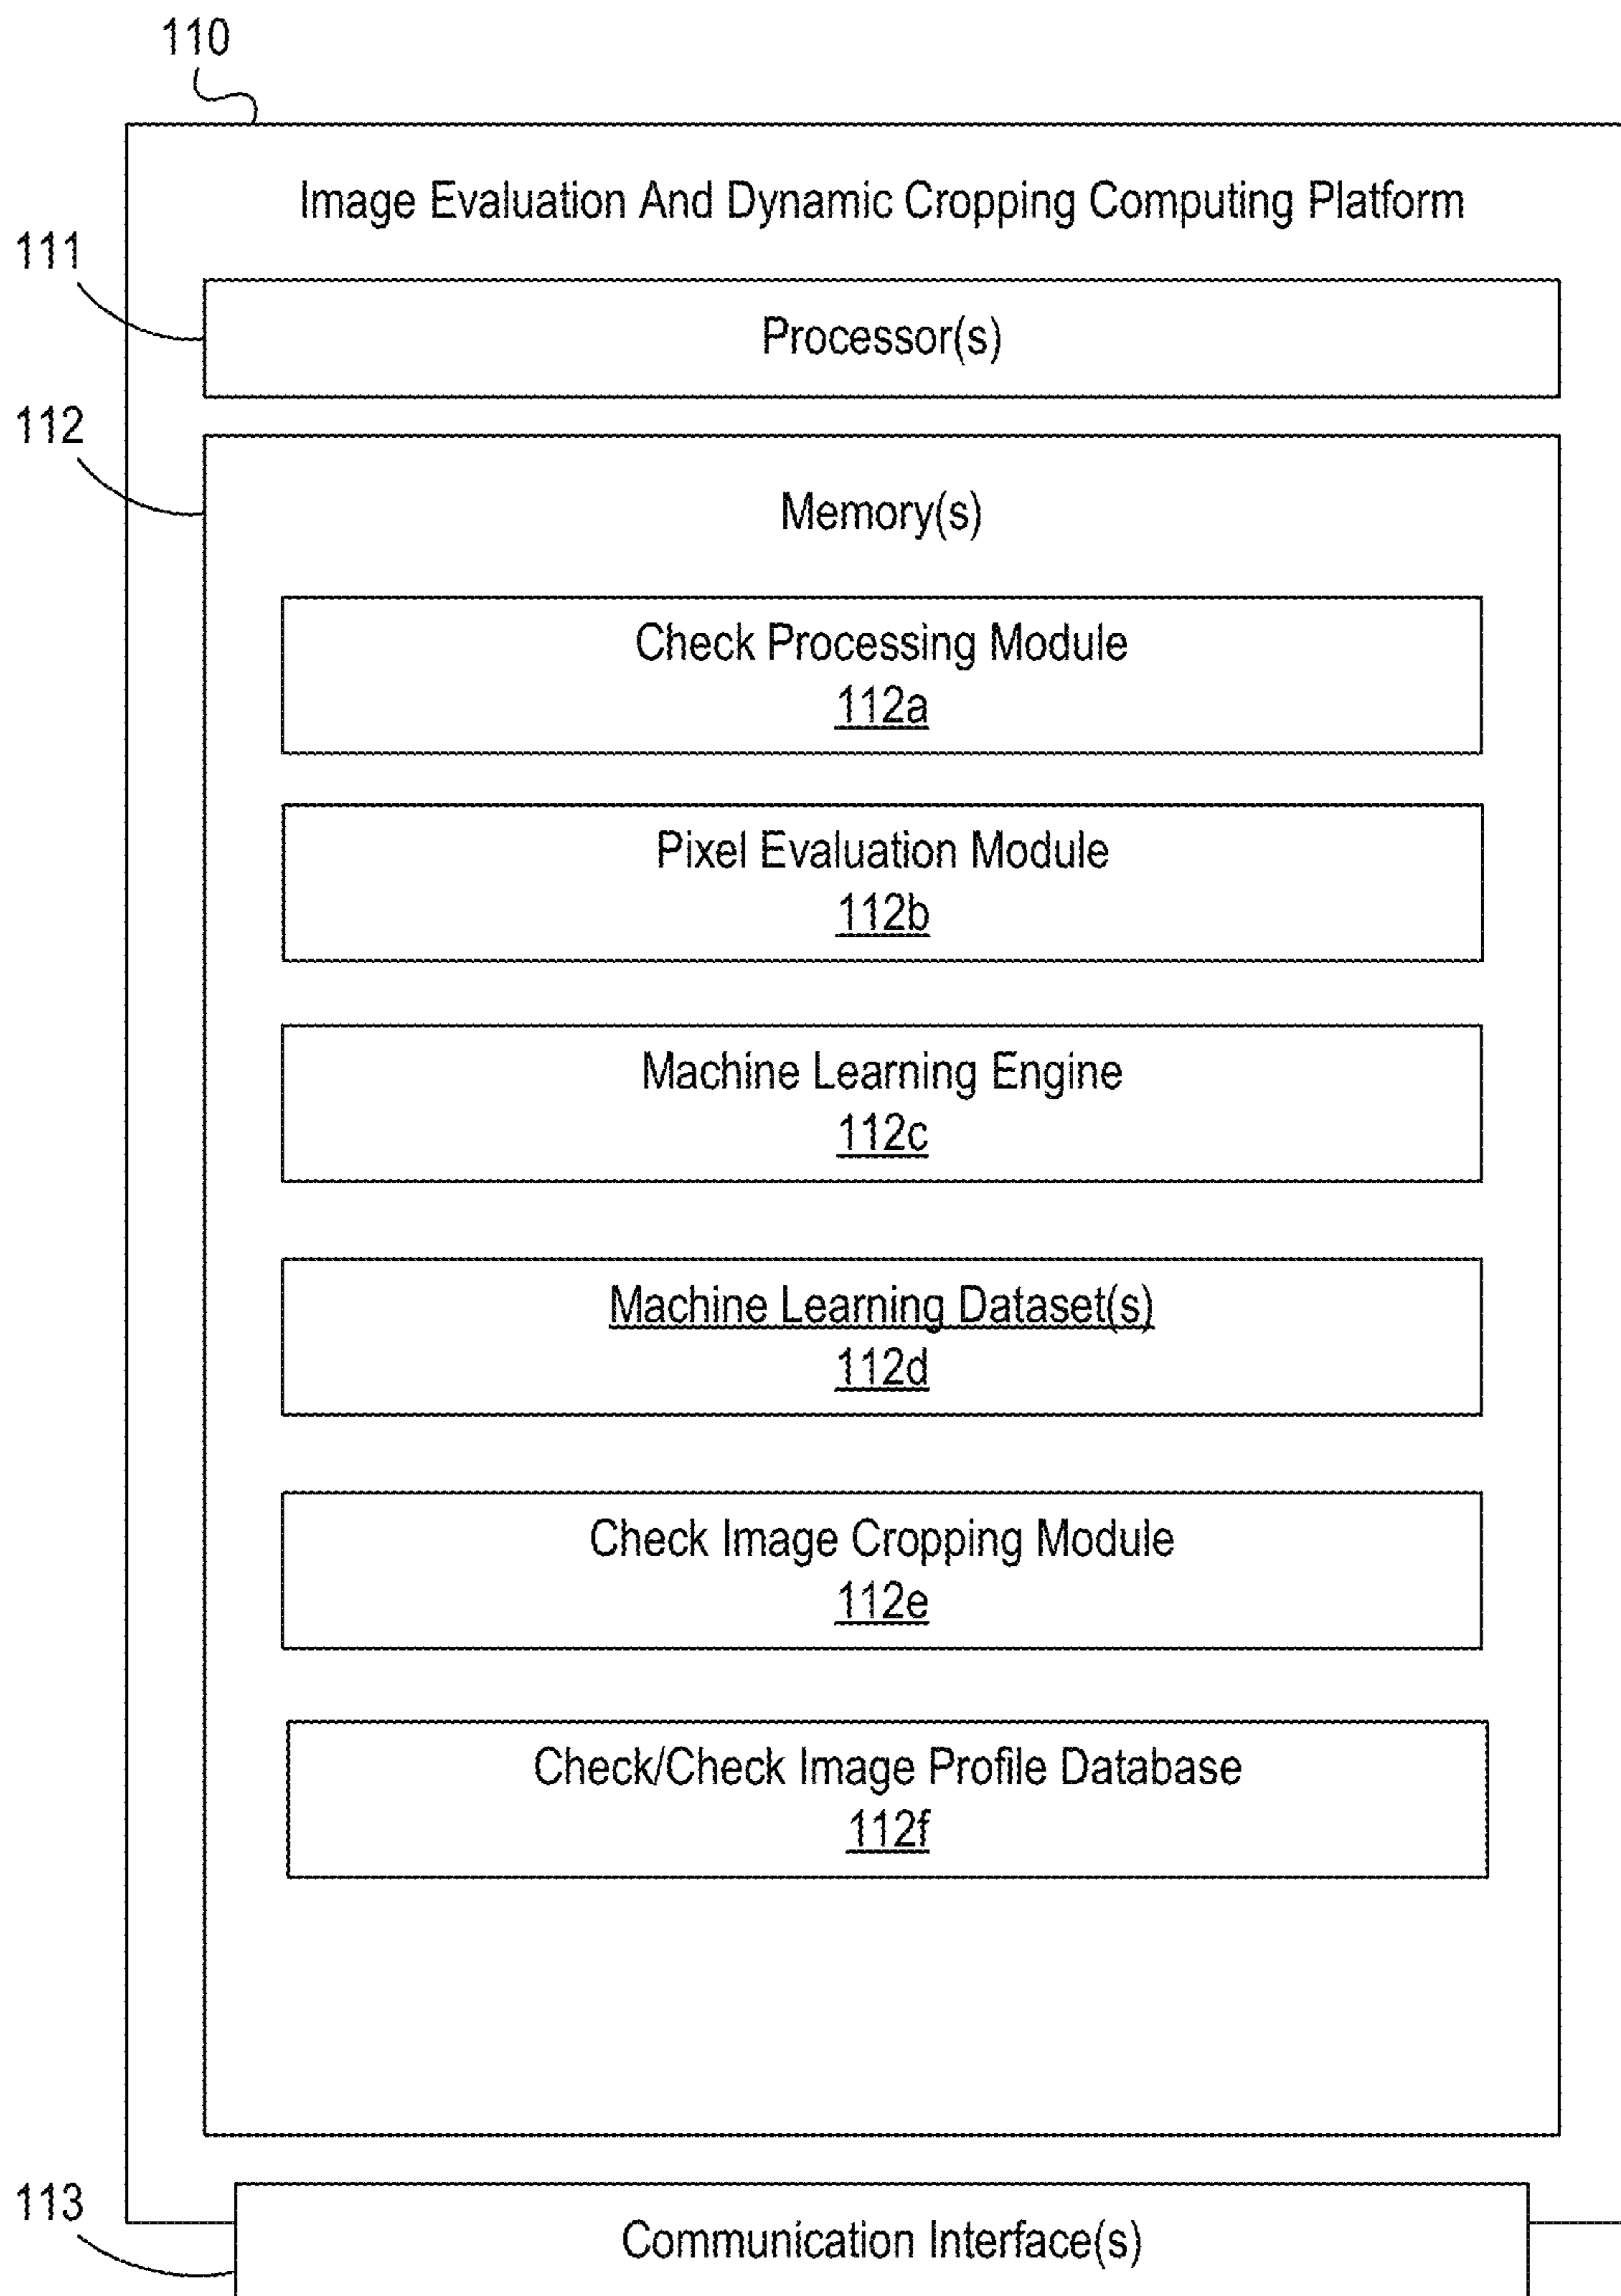 110
Image Evaluation And Dynamic Cropping Computing Platform
111
Processor(s)
112
Memory(s)
Check Processing Module
112a
Pixel Evaluation Module
112b
Machine Learning Engine
112c
Machine Learning Dataset(s)
112d
Check Image Cropping Module
112e
Check/Check Image Profile Database
112f
113
Communication Interface(s)